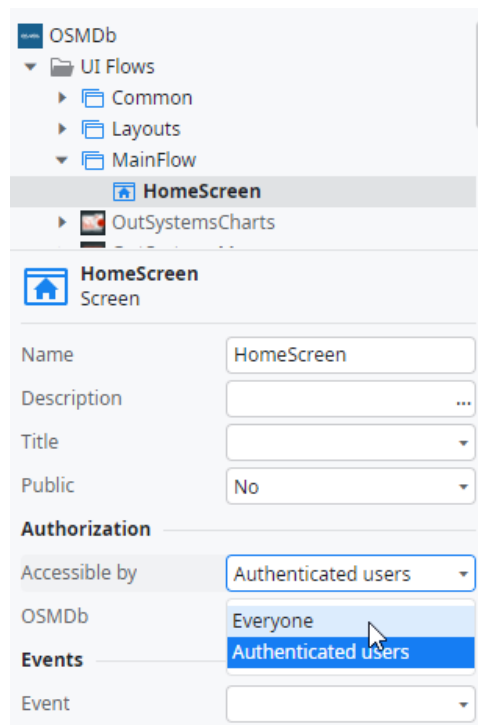 OSMDb
UI Flows
Common
Layouts
MainFlow
HomeScreen
OutSystemsCharts
HomeScreen
Screen
Name HomeScreen
Description ...
Title
Public No
Authorization
Accessible by Authenticated users
OSMDb Everyone
Authenticated users
Events
Event